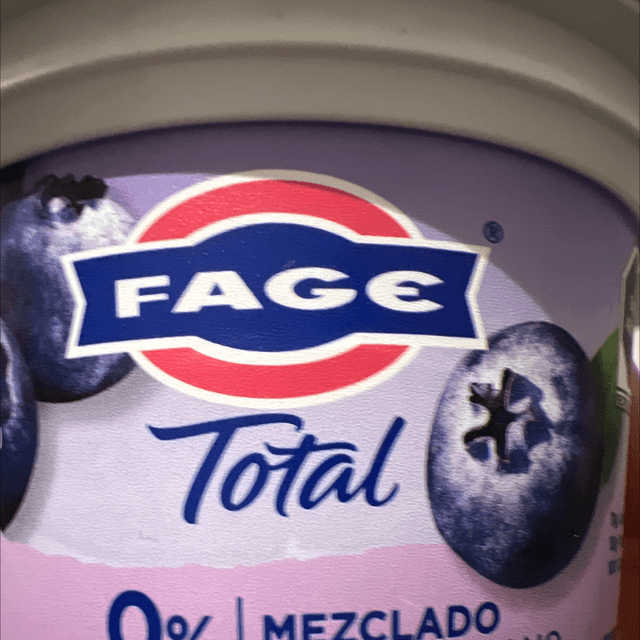 FAGE ®
Total
0% | MEZCLADO